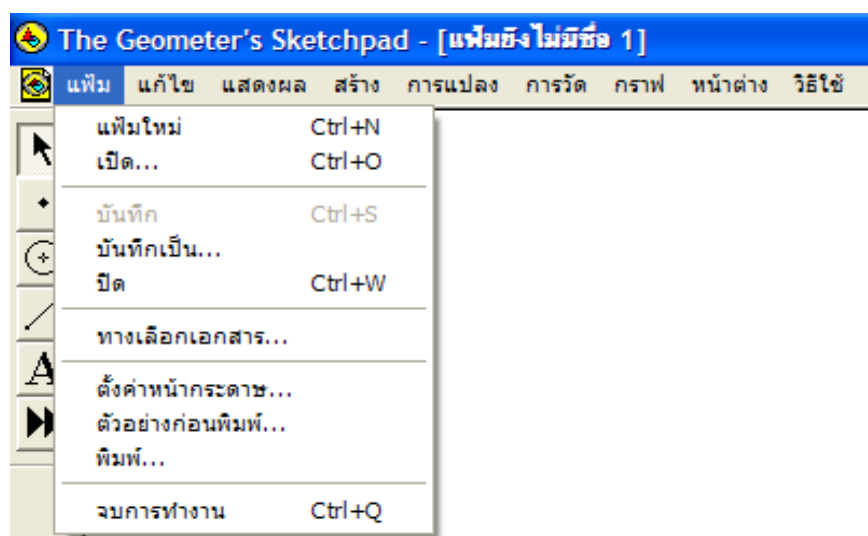 The Geometer's Sketchpad - [แฟ้มยังไม่มีชื่อ 1]
แฟ้ม แก้ไข แสดงผล สร้าง การแปลง การวัด กราฟ หน้าต่าง วิธีใช้
แฟ้มใหม่ Ctrl+N
เปิด... Ctrl+O
บันทึก Ctrl+S
บันทึกเป็น...
ปิด Ctrl+W
ทางเลือกเอกสาร...
A
ตั้งค่าหน้ากระดาษ...
ตัวอย่างก่อนพิมพ์...
พิมพ์...
จบการทำงาน Ctrl+Q